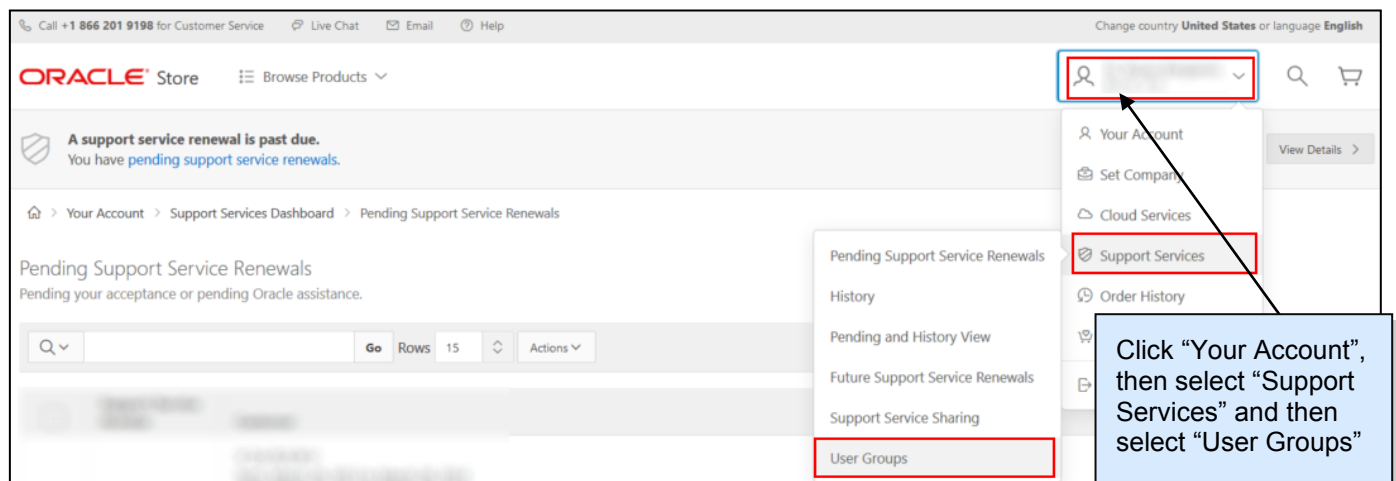 Call +1 866 201 9198 for Customer Service Live Chat Email Help Change country United States or language English
ORACLE® Store Browse Products
A support service renewal is past due.
You have pending support service renewals.
View Details >
Your Account
Set Company
Cloud Services
Support Services
Order History
> Your Account > Support Services Dashboard > Pending Support Service Renewals
Pending Support Service Renewals
Pending your acceptance or pending Oracle assistance.
Go Rows 15 Actions
Pending Support Service Renewals
History
Pending and History View
Future Support Service Renewals
Support Service Sharing
User Groups
Click “Your Account”,
then select “Support
Services” and then
select “User Groups”